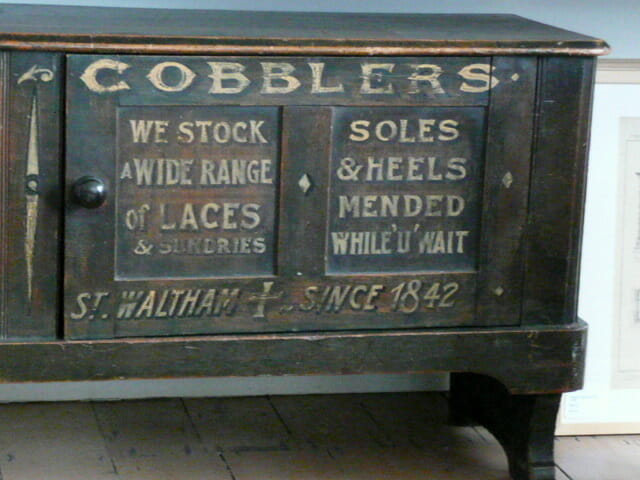 COBBLERS
WE STOCK
A WIDE RANGE
of LACES
& SUNDRIES
SOLES
& HEELS
MENDED
WHILE 'U' WAIT
ST. WALTHAM † SINCE 1842